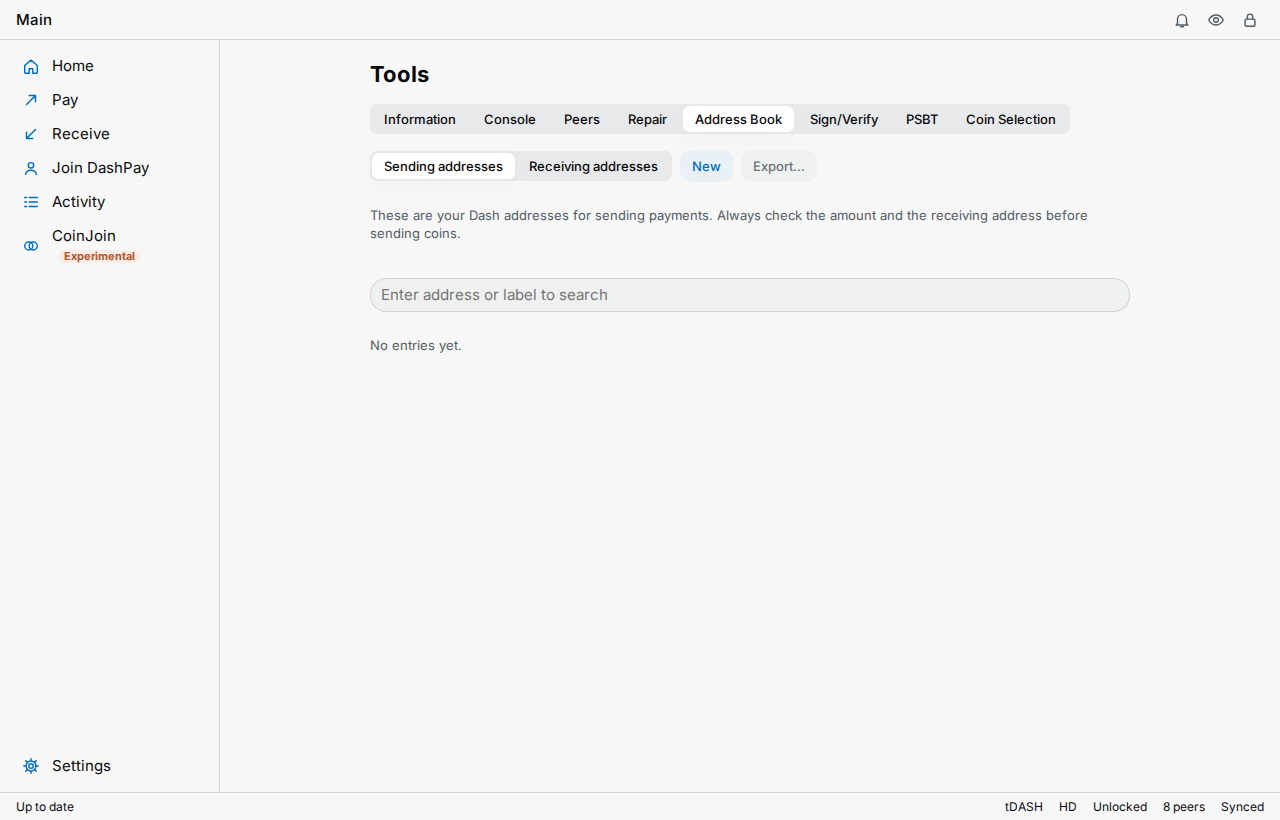 Main
Home
Pay
Receive
Join DashPay
Activity
CoinJoin
Experimental
Settings
Tools
Information Console Peers Repair Address Book Sign/Verify PSBT Coin Selection
Sending addresses Receiving addresses New Export...
These are your Dash addresses for sending payments. Always check the amount and the receiving address before
sending coins.
Enter address or label to search
No entries yet.
Up to date tDASH HD Unlocked 8 peers Synced